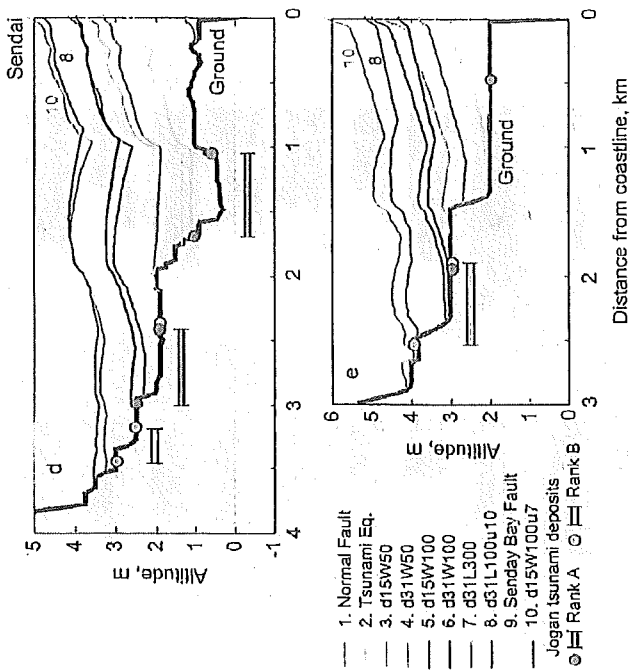 Sendai
5
4
3
2
1
0
-1
Altitude, m
d
10
8
Ground
0
1
2
3
4
6
5
4
3
2
1
0
Altitude, m
e
10
8
Ground
0
1
2
3
Distance from coastline, km
1. Normal Fault
2. Tsunami Eq.
3. d15W50
4. d31W50
5. d15W100
6. d31W100
7. d31L300
8. d31L100u10
9. Senday Bay Fault
10. d15W100u7
Jogan tsunami deposits
Rank A
Rank B